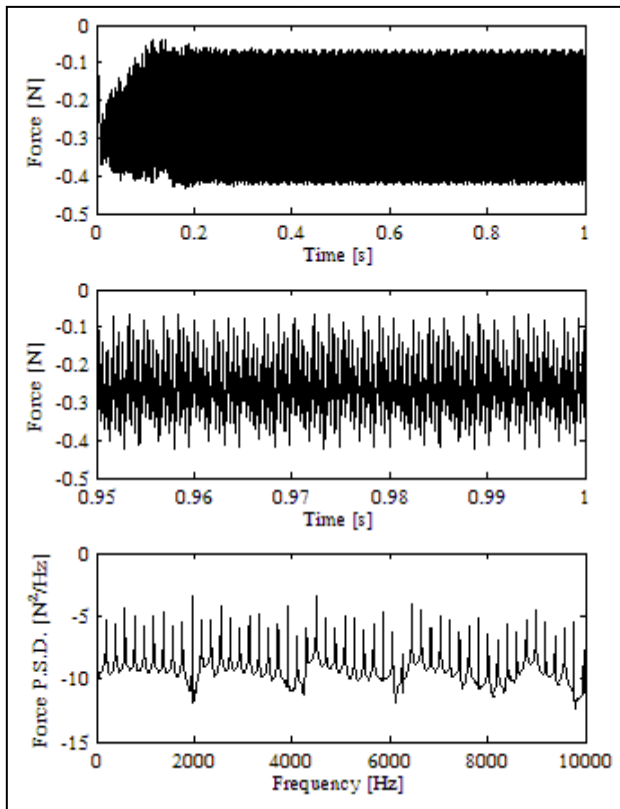 0
-0.1
-0.2
-0.3
-0.4
-0.5
Force [N]
0 0.2 0.4 0.6 0.8 1
Time [s]
0
-0.1
-0.2
-0.3
-0.4
-0.5
Force [N]
0.95 0.96 0.97 0.98 0.99 1
Time [s]
0
-5
-10
-15
Force P.S.D. [N²/Hz]
0 2000 4000 6000 8000 10000
Frequency [Hz]